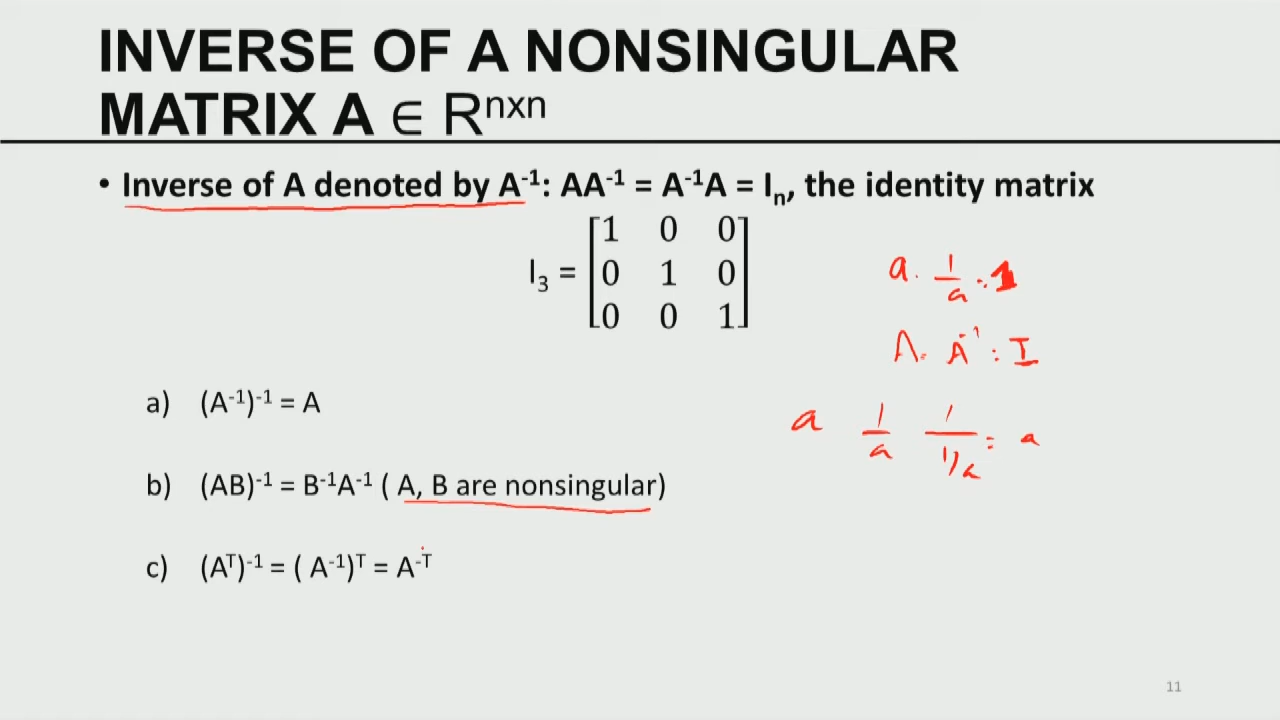 INVERSE OF A NONSINGULAR
MATRIX A ∈ Rⁿˣⁿ
• Inverse of A denoted by A⁻¹: AA⁻¹ = A⁻¹A = Iₙ, the identity matrix
I₃ = [1 0 0
0 1 0
0 0 1]
a · 1/a = 1
A · A⁻¹ = I
a) (A⁻¹)⁻¹ = A
a 1/a 1/(1/a) = a
b) (AB)⁻¹ = B⁻¹A⁻¹ ( A, B are nonsingular)
c) (Aᵀ)⁻¹ = ( A⁻¹)ᵀ = A⁻ᵀ
11